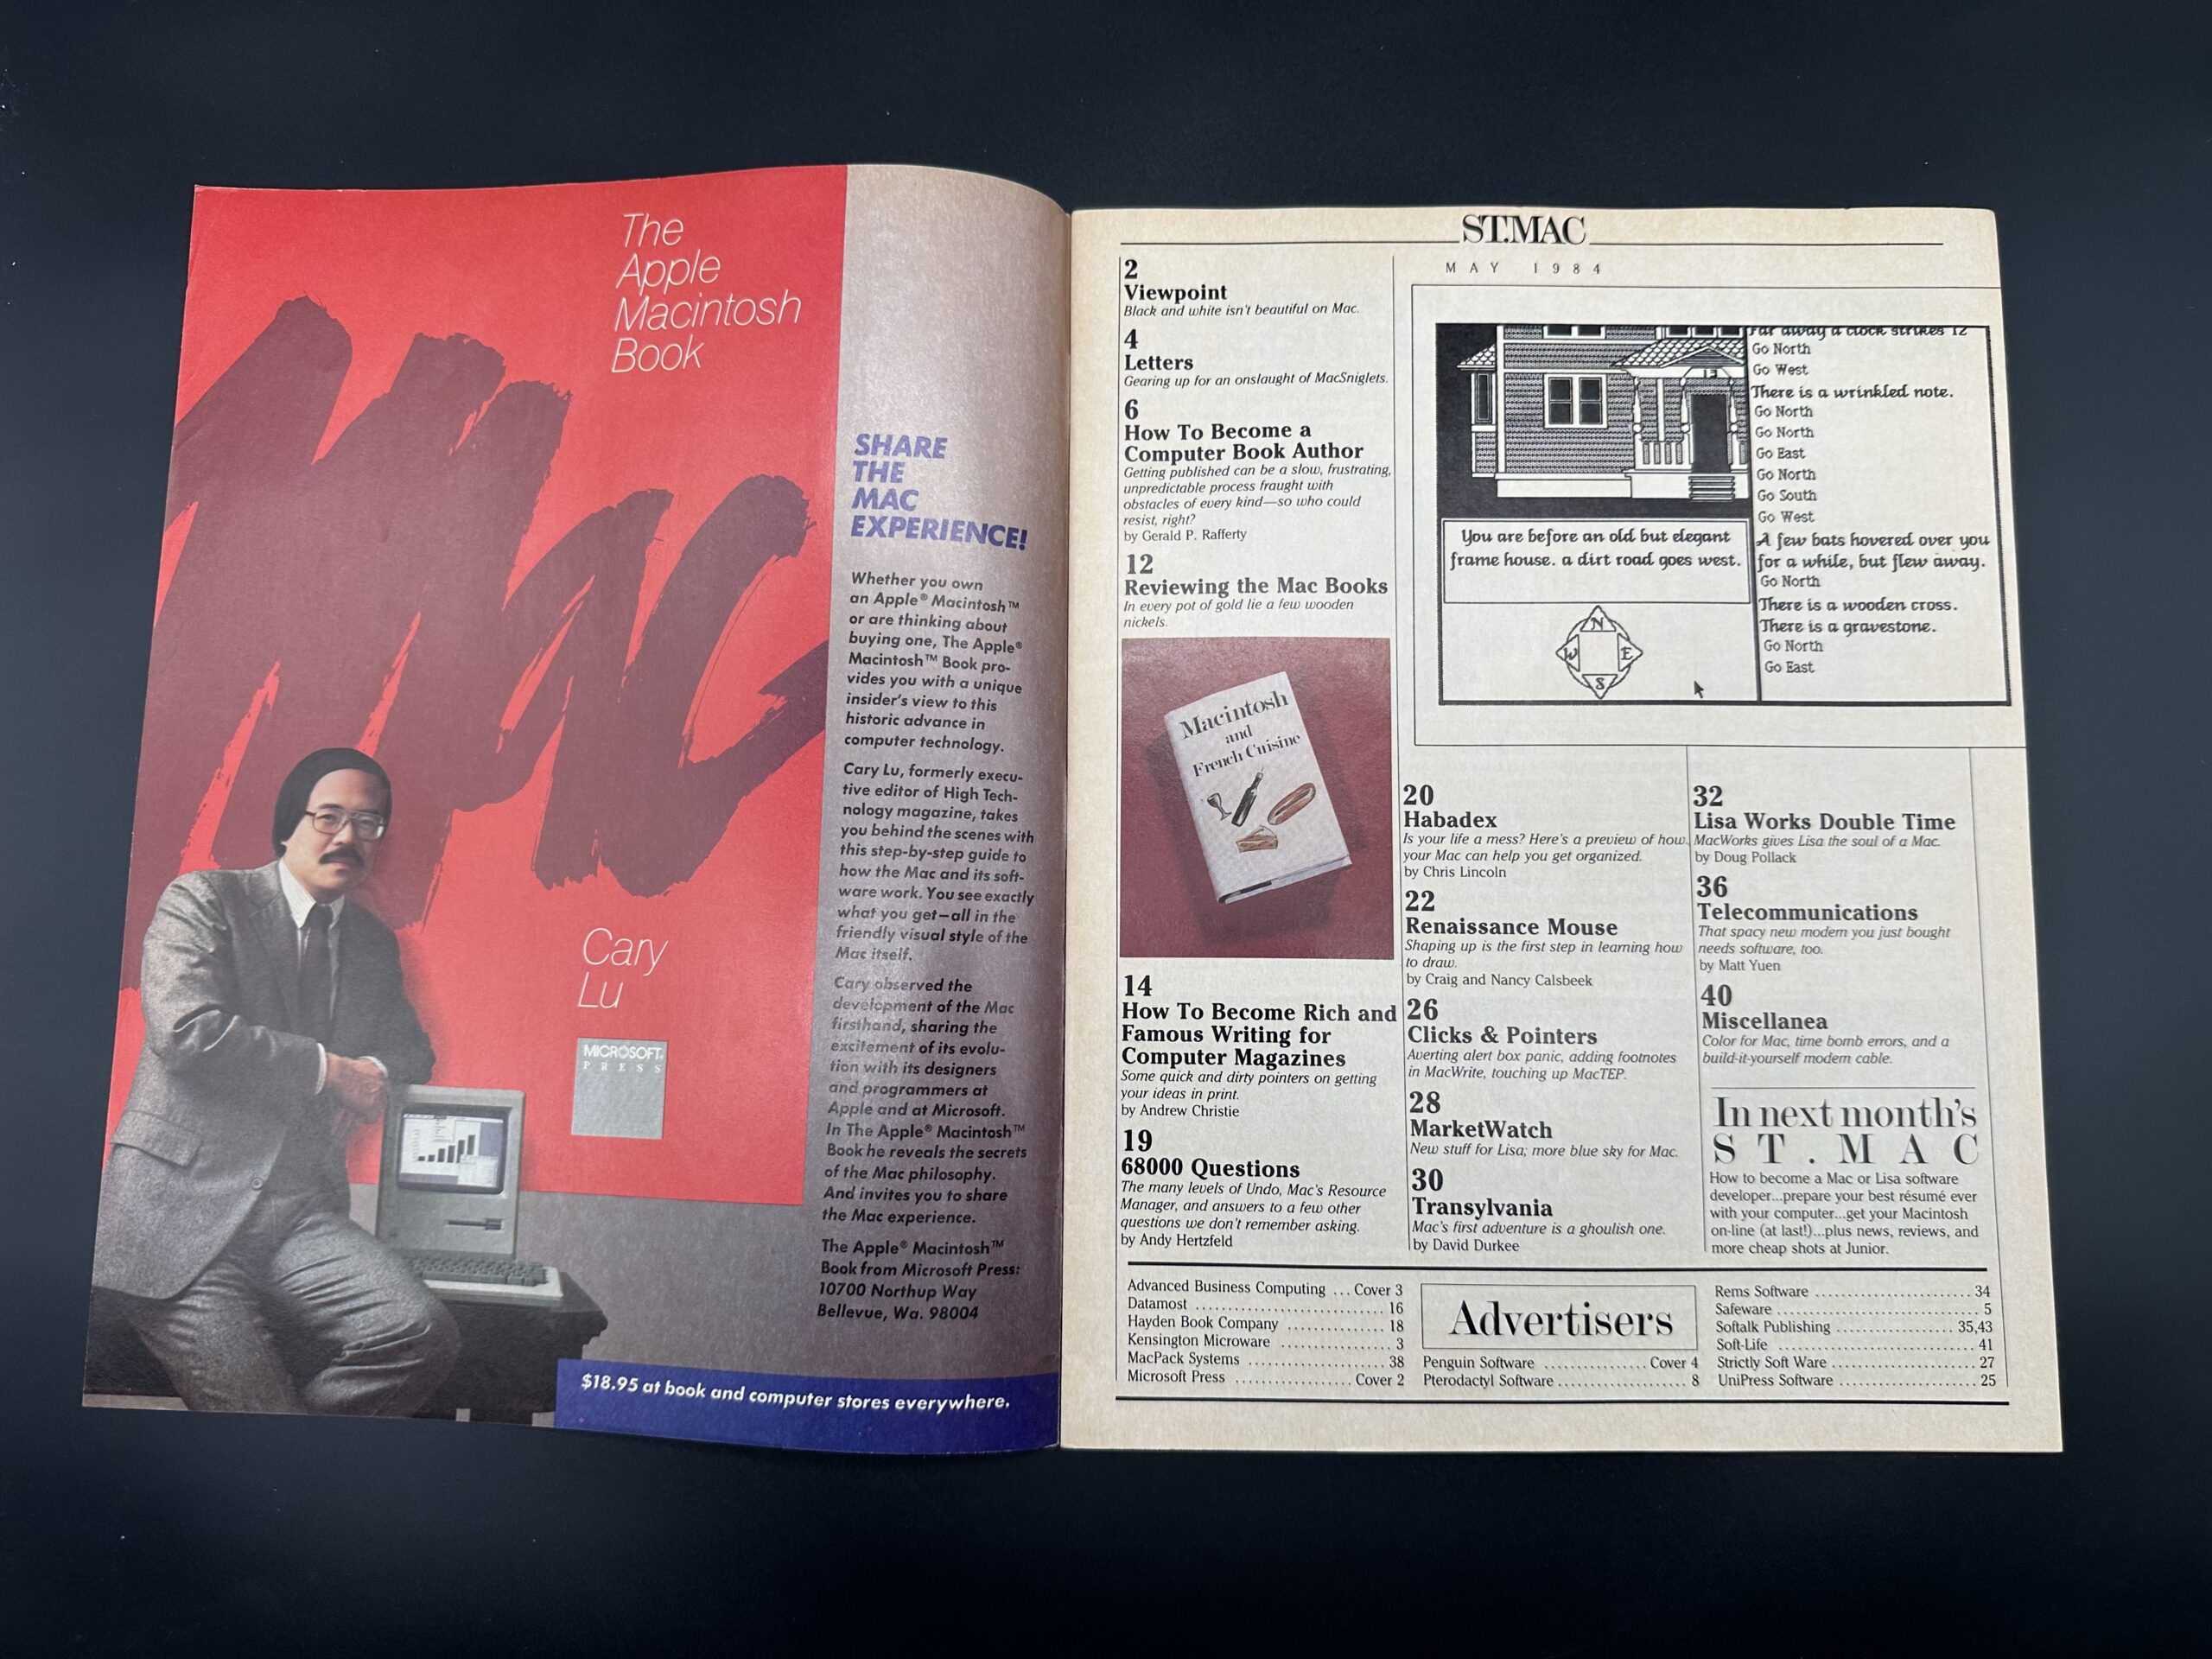 The
Apple
Macintosh
Book
Mac
Cary
Lu
MICROSOFT
PRESS
SHARE
THE
MAC
EXPERIENCE!
Whether you own
an Apple® Macintosh™
or are thinking about
buying one, The Apple®
Macintosh™ Book pro-
vides you with a unique
insider's view to this
historic advance in
computer technology.
Cary Lu, formerly execu-
tive editor of High Tech-
nology magazine, takes
you behind the scenes with
this step-by-step guide to
how the Mac and its soft-
ware work. You see exactly
what you get—all in the
friendly visual style of the
Mac itself.
Cary observed the
development of the Mac
firsthand, sharing the
excitement of its evolu-
tion with its designers
and programmers at
Apple and at Microsoft.
In The Apple® Macintosh™
Book he reveals the secrets
of the Mac philosophy.
And invites you to share
the Mac experience.
The Apple® Macintosh™
Book from Microsoft Press:
10700 Northup Way
Bellevue, Wa. 98004
$18.95 at book and computer stores everywhere.
ST.MAC
MAY 1984
2
Viewpoint
Black and white isn't beautiful on Mac.
4
Letters
Gearing up for an onslaught of MacSniglets.
6
How To Become a
Computer Book Author
Getting published can be a slow, frustrating,
unpredictable process fraught with
obstacles of every kind—so who could
resist, right?
by Gerald P. Rafferty
12
Reviewing the Mac Books
In every pot of gold lie a few wooden
nickels.
Macintosh
and
French Cuisine
14
How To Become Rich and
Famous Writing for
Computer Magazines
Some quick and dirty pointers on getting
your ideas in print.
by Andrew Christie
19
68000 Questions
The many levels of Undo, Mac's Resource
Manager, and answers to a few other
questions we don't remember asking.
by Andy Hertzfeld
13
You are before an old but elegant
frame house. a dirt road goes west.
N
W E
S
Far away a clock strikes 12
Go North
Go West
There is a wrinkled note.
Go North
Go North
Go East
Go North
Go South
Go West
A few bats hovered over you
for a while, but flew away.
Go North
There is a wooden cross.
There is a gravestone.
Go North
Go East
20
Habadex
Is your life a mess? Here's a preview of how
your Mac can help you get organized.
by Chris Lincoln
22
Renaissance Mouse
Shaping up is the first step in learning how
to draw.
by Craig and Nancy Calsbeek
26
Clicks & Pointers
Averting alert box panic, adding footnotes
in MacWrite, touching up MacTEP.
28
MarketWatch
New stuff for Lisa; more blue sky for Mac.
30
Transylvania
Mac's first adventure is a ghoulish one.
by David Durkee
32
Lisa Works Double Time
MacWorks gives Lisa the soul of a Mac.
by Doug Pollack
36
Telecommunications
That spacy new modem you just bought
needs software, too.
by Matt Yuen
40
Miscellanea
Color for Mac, time bomb errors, and a
build-it-yourself modem cable.
In next month's
ST.MAC
How to become a Mac or Lisa software
developer...prepare your best résumé ever
with your computer...get your Macintosh
on-line (at last!)...plus news, reviews, and
more cheap shots at Junior.
Advertisers
Advanced Business Computing ... Cover 3
Datamost ... 16
Hayden Book Company ... 18
Kensington Microware ... 3
MacPack Systems ... 38
Microsoft Press ... Cover 2
Penguin Software ... Cover 4
Pterodactyl Software ... 8
Rems Software ... 34
Safeware ... 5
Softalk Publishing ... 35,43
Soft-Life ... 41
Strictly Soft Ware ... 27
UniPress Software ... 25